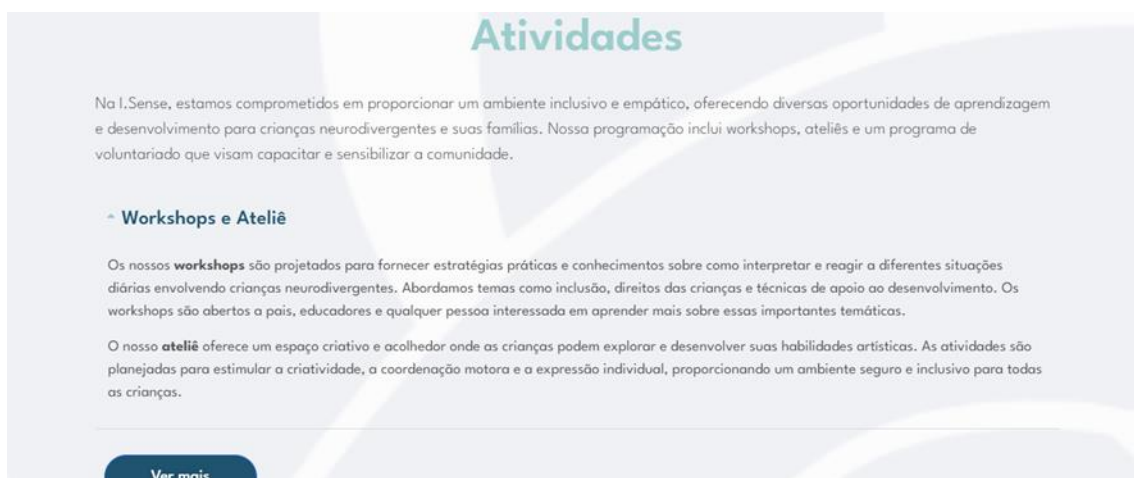 Atividades
Na I.Sense, estamos comprometidos em proporcionar um ambiente inclusivo e empático, oferecendo diversas oportunidades de aprendizagem
e desenvolvimento para crianças neurodivergentes e suas famílias. Nossa programação inclui workshops, ateliês e um programa de
voluntariado que visam capacitar e sensibilizar a comunidade.
Workshops e Ateliê
Os nossos workshops são projetados para fornecer estratégias práticas e conhecimentos sobre como interpretar e reagir a diferentes situações
diárias envolvendo crianças neurodivergentes. Abordamos temas como inclusão, direitos das crianças e técnicas de apoio ao desenvolvimento. Os
workshops são abertos a pais, educadores e qualquer pessoa interessada em aprender mais sobre essas importantes temáticas.
O nosso ateliê oferece um espaço criativo e acolhedor onde as crianças podem explorar e desenvolver suas habilidades artísticas. As atividades são
planejadas para estimular a criatividade, a coordenação motora e a expressão individual, proporcionando um ambiente seguro e inclusivo para todas
as crianças.
Ver mais